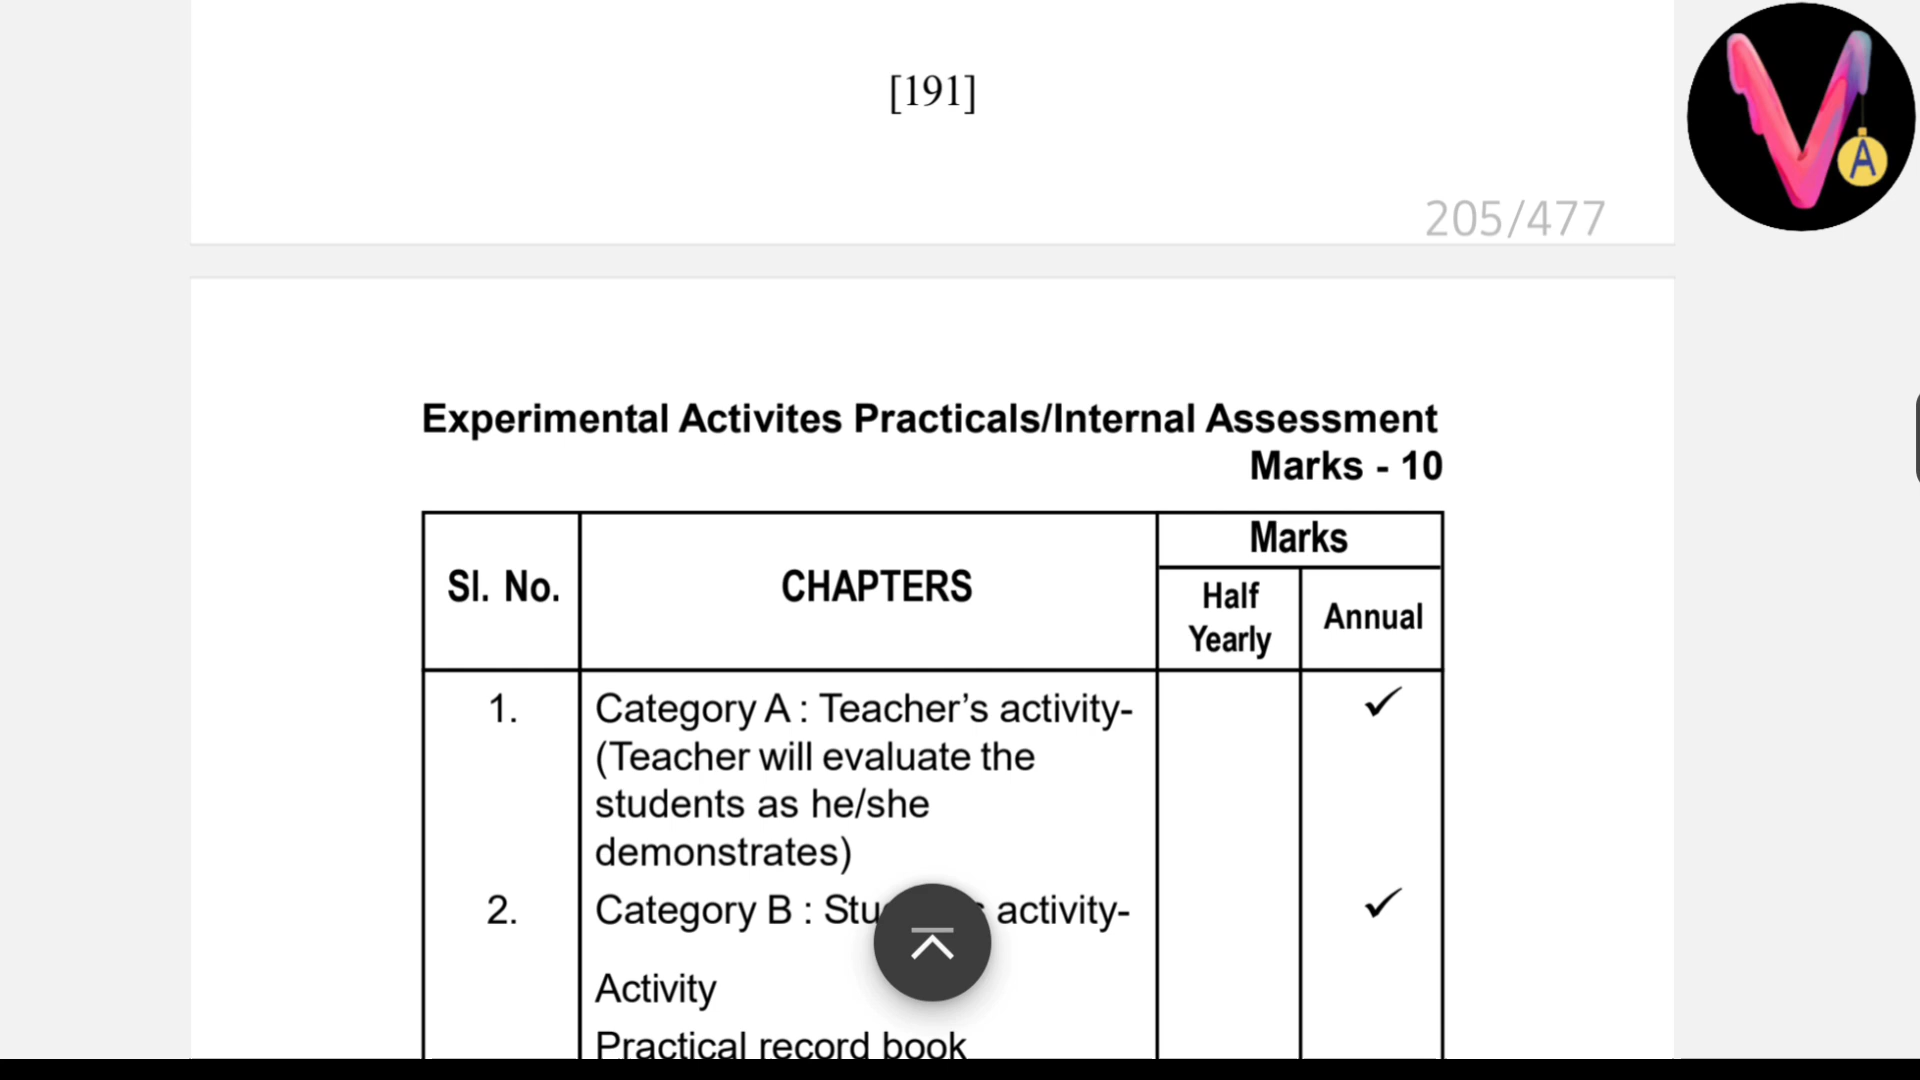 [191]
V
A
205/477
Experimental Activites Practicals/Internal Assessment
Marks - 10
Sl. No.
CHAPTERS
Marks
Half
Yearly
Annual
1.
Category A : Teacher’s activity-
(Teacher will evaluate the
students as he/she
demonstrates)
2.
Category B : activity-
Activity
Practical record book